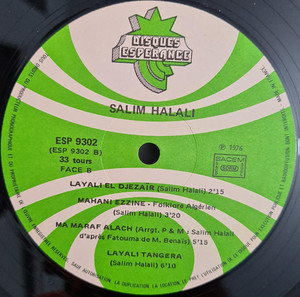 DISQUES
ESPERANCE
SALIM HALALI
ESP 9302
(ESP 9302 B)
33 tours
FACE B
℗ 1976
SACEM
LAYALI EL DJEZAIR (Salim Halali) 2'15
MAHANI EZZINE - Folklore Algérien
(Salim Halali) 3'20
MA MARAF ALACH (Arrgt. P & M : Salim Halali
d'après Fatouma de M. Benaïs) 5'15
LAYALI TANGERA
(Salim Halali) 6'10